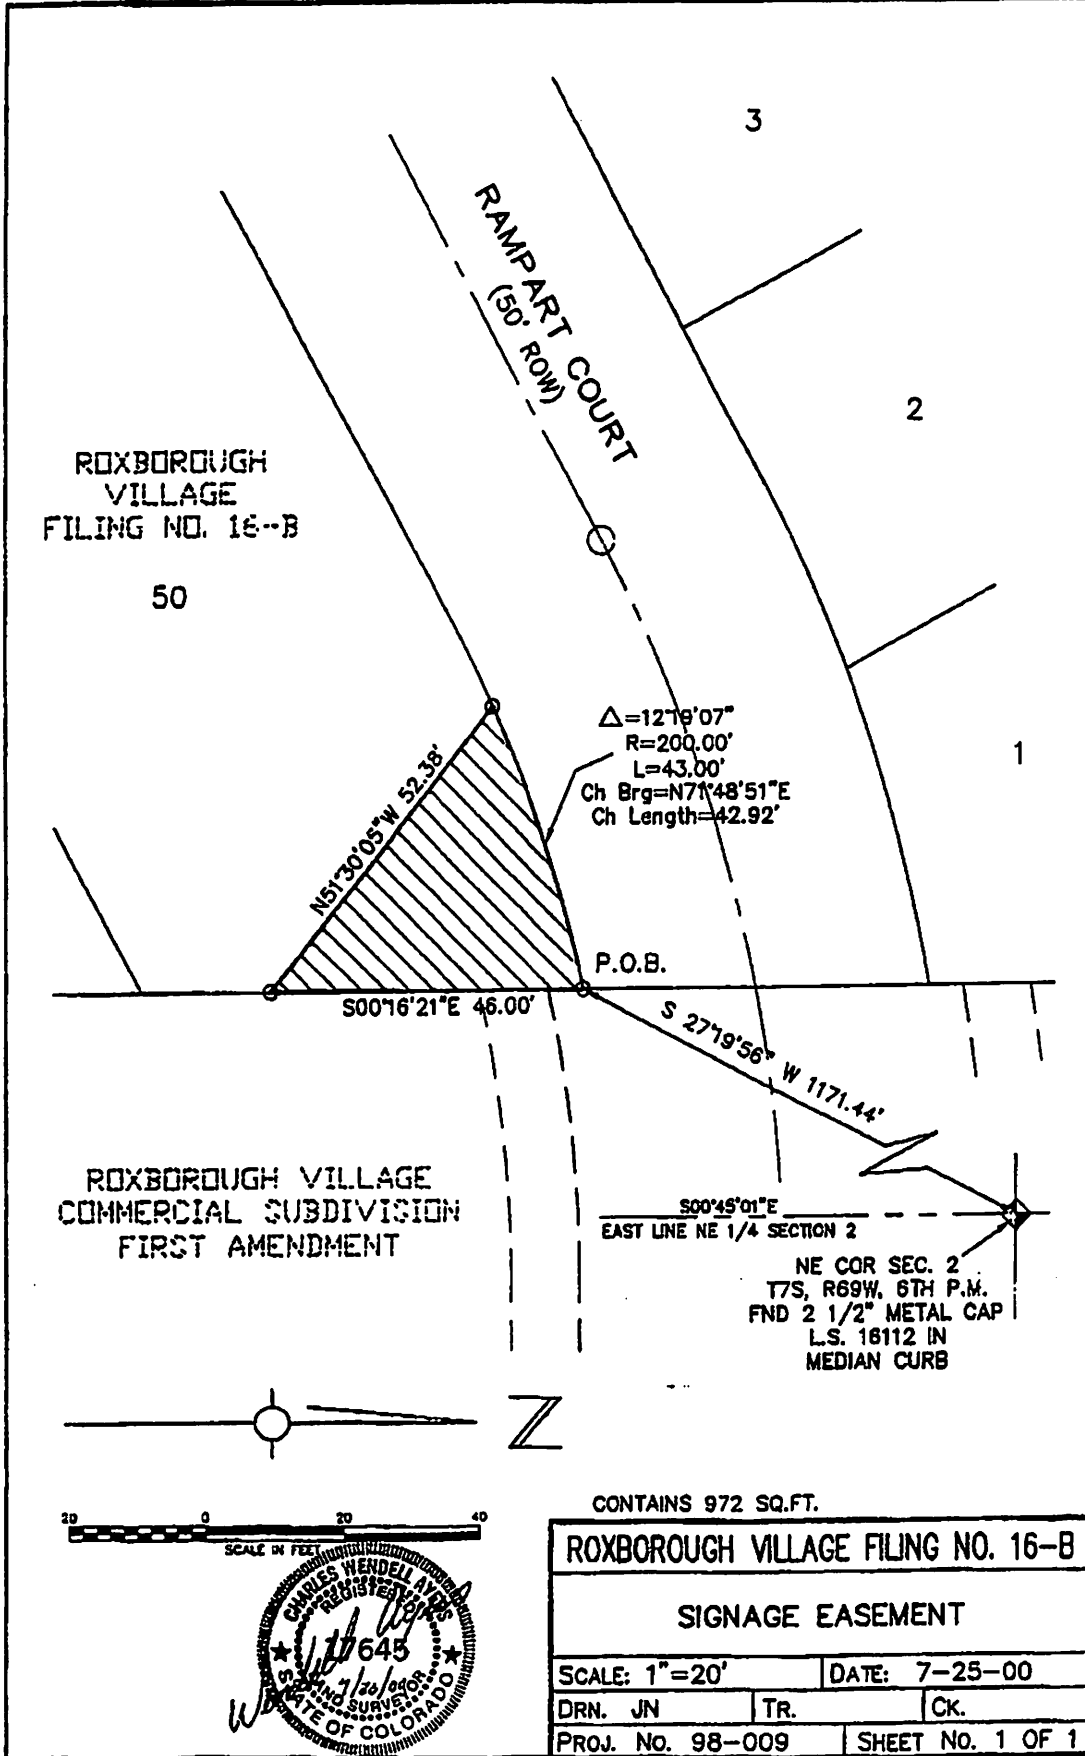 3
RAMPART COURT
(50' ROW)
2
ROXBOROUGH
VILLAGE
FILING NO. 16-B
50
△=12°19'07"
R=200.00'
L=43.00'
Ch Brg=N71°48'51"E
Ch Length=42.92'
1
N51°30'05"W 52.38'
P.O.B.
S00°16'21"E 46.00'
S 27°19'56" W 1171.44'
ROXBOROUGH VILLAGE
COMMERCIAL SUBDIVISION
FIRST AMENDMENT
S00°45'01"E
EAST LINE NE 1/4 SECTION 2
NE COR SEC. 2
T7S, R69W, 6TH P.M.
FND 2 1/2" METAL CAP
L.S. 16112 IN
MEDIAN CURB
Z
CONTAINS 972 SQ.FT.
20 0 20 40
SCALE IN FEET
CHARLES WENDELL AYERS
REGISTERED
17645
LAND SURVEYOR
STATE OF COLORADO
ROXBOROUGH VILLAGE FILING NO. 16-B
SIGNAGE EASEMENT
SCALE: 1"=20' DATE: 7-25-00
DRN. JN TR. CK.
PROJ. NO. 98-009 SHEET NO. 1 OF 1